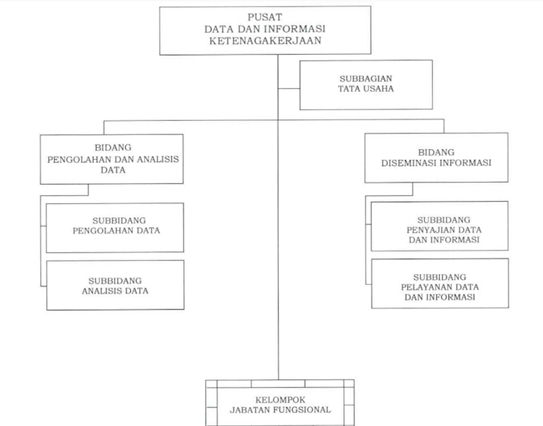 PUSAT
DATA DAN INFORMASI
KETENAGAKERJAAN
SUBBAGIAN
TATA USAHA
BIDANG
PENGOLAHAN DAN ANALISIS
DATA
BIDANG
DISEMINASI INFORMASI
SUBBIDANG
PENGOLAHAN DATA
SUBBIDANG
PENYAJIAN DATA
DAN INFORMASI
SUBBIDANG
ANALISIS DATA
SUBBIDANG
PELAYANAN DATA
DAN INFORMASI
KELOMPOK
JABATAN FUNGSIONAL